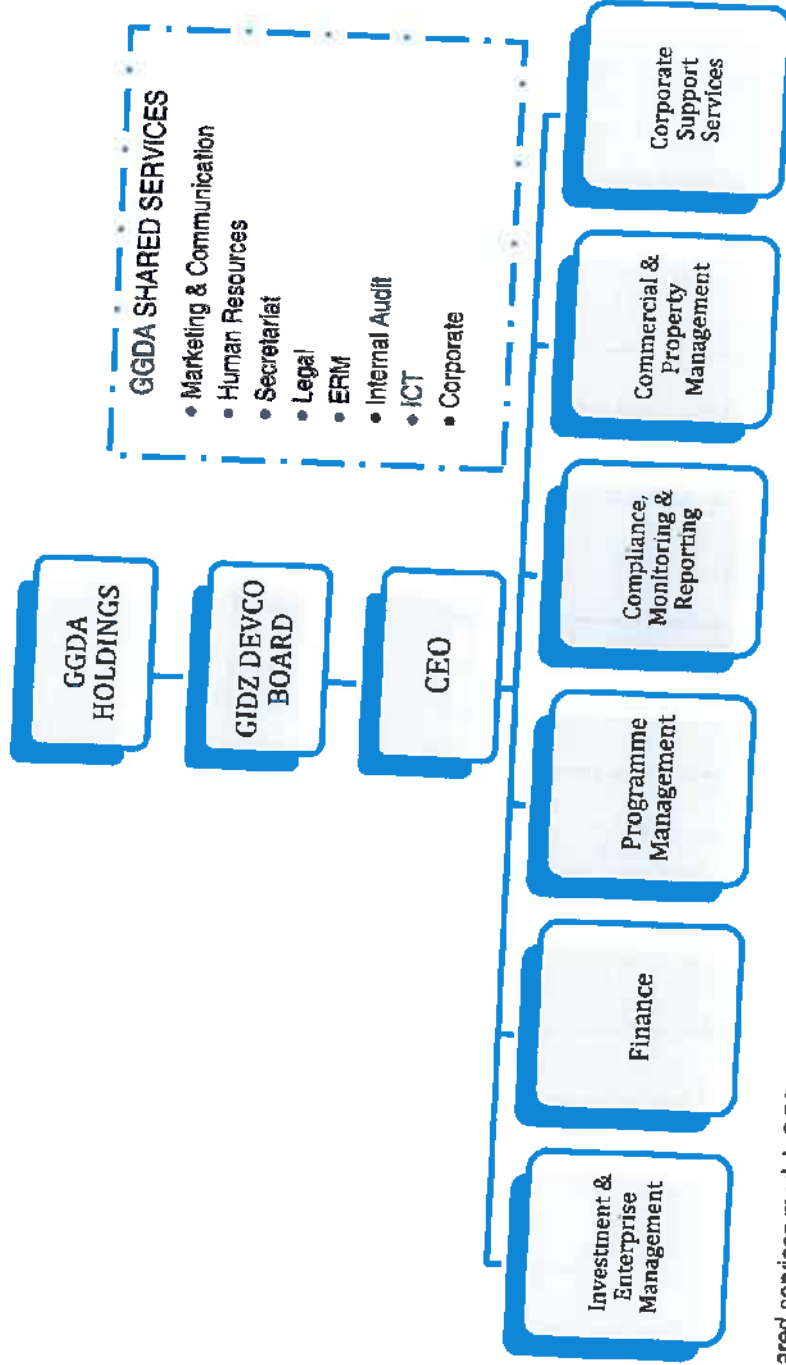 GGDA
HOLDINGS
GIDZ DEVCO
BOARD
CEO
GGDA SHARED SERVICES
• Marketing & Communication
• Human Resources
• Secretariat
• Legal
• ERM
• Internal Audit
• ICT
• Corporate
Investment &
Enterprise
Management
Finance
Programme
Management
Compliance,
Monitoring &
Reporting
Commercial &
Property
Management
Corporate
Support
Services
services